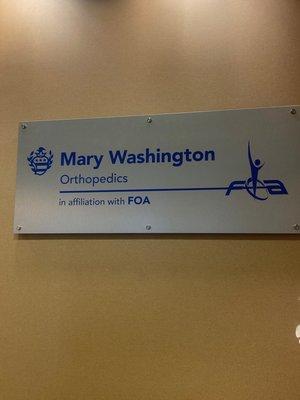 Mary Washington
Orthopedics
in affiliation with FOA
FOA